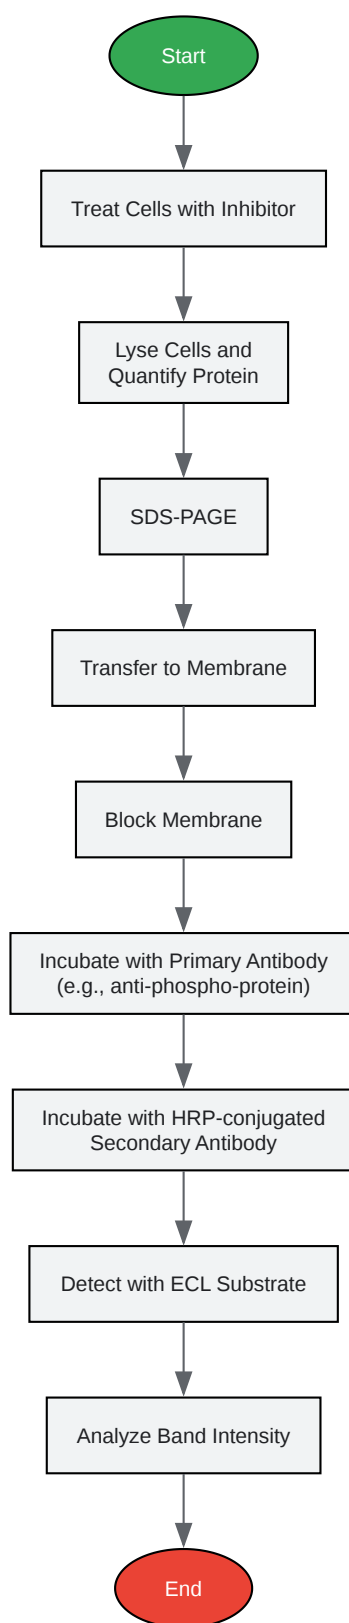 Start
Treat Cells with Inhibitor
Lyse Cells and
Quantify Protein
SDS-PAGE
Transfer to Membrane
Block Membrane
Incubate with Primary Antibody
(e.g., anti-phospho-protein)
Incubate with HRP-conjugated
Secondary Antibody
Detect with ECL Substrate
Analyze Band Intensity
End